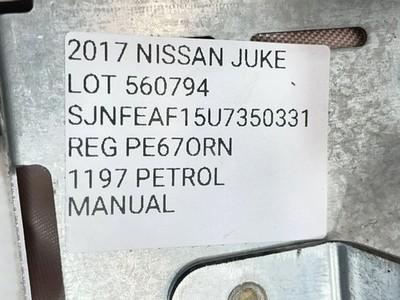 2017 NISSAN JUKE
LOT 560794
SJNFEAF15U7350331
REG PE67ORN
1197 PETROL
MANUAL